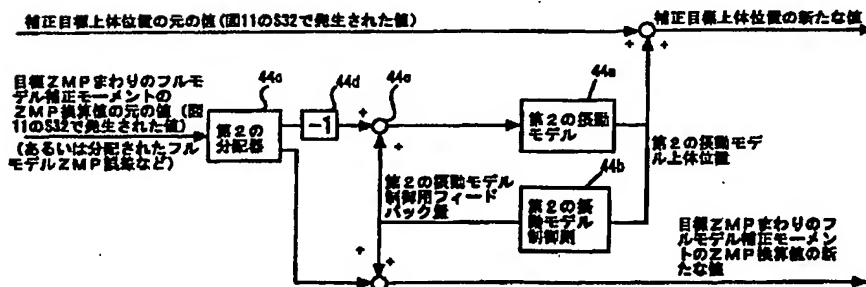 補正目標上体位置の元の値(図11のS32で発生された値)
補正目標上体位置の新たな値
目標ZMPまわりのフルモ
デル補正モーメントの
ZMP換算値の元の値(図
11のS32で発生された値)
(あるいは分配されたフル
モデルZMP誤差など)
44c
第2の
分配器
44d
-1
44e
44a
第2の振動
モデル
第2の振動モデ
ル上体位置
44b
第2の振
動モデル
制御則
第2の振動モデル
制御用フィード
バック量
目標ZMPまわりのフ
ルモデル補正モーメン
トのZMP換算値の新
たな値
+
+
+
+
+
+